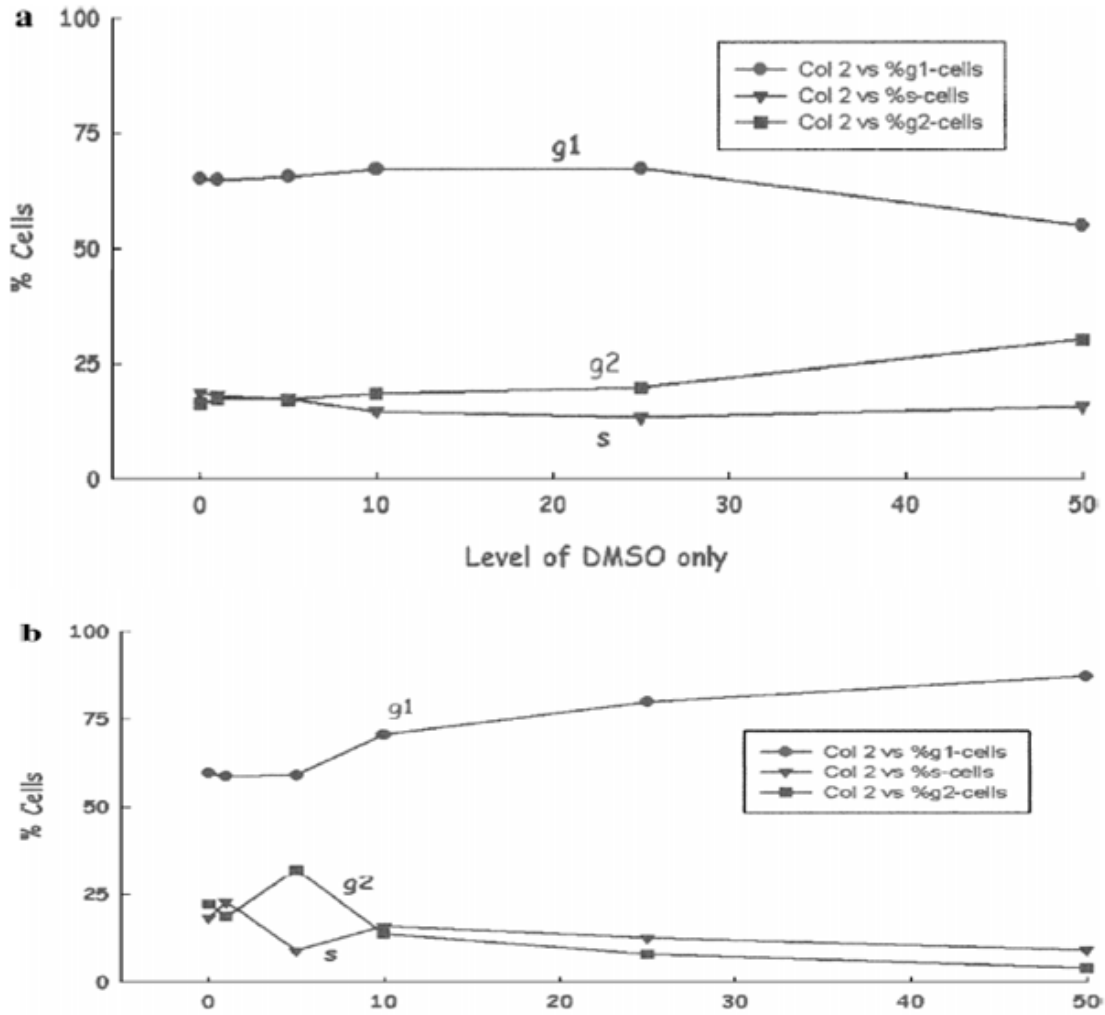 a
100
75
50
25
0
% Cells
Col 2 vs %g1-cells
Col 2 vs %s-cells
Col 2 vs %g2-cells
g1
g2
s
0 10 20 30 40 50
Level of DMSO only
b
100
75
50
25
0
% Cells
g1
Col 2 vs %g1-cells
Col 2 vs %s-cells
Col 2 vs %g2-cells
g2
s
0 10 20 30 40 50